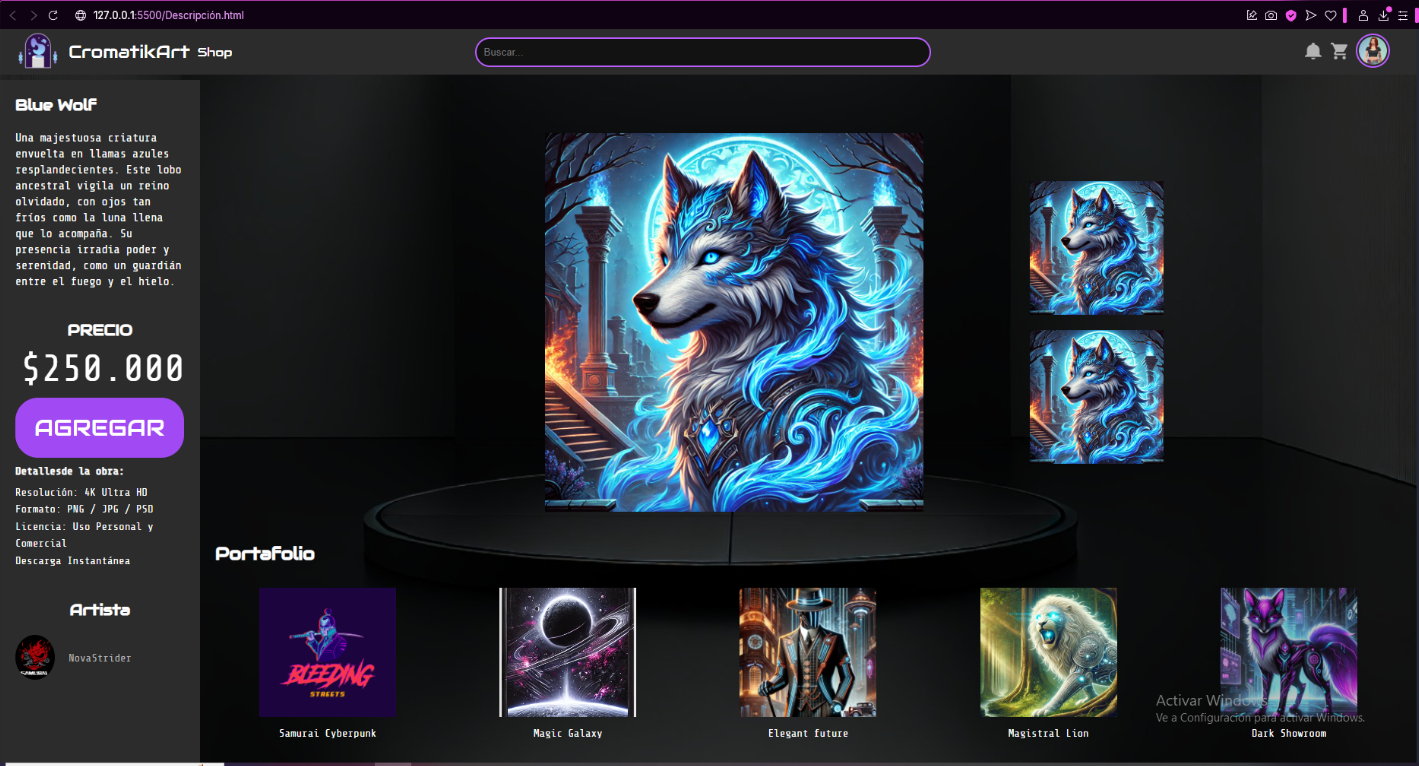 127.0.0.1:5500/Descripción.html
CromatikArt Shop
Buscar...
Blue Wolf
Una majestuosa criatura
envuelta en llamas azules
resplandecientes. Este lobo
ancestral vigila un reino
olvidado, con ojos tan
fríos como la luna llena
que lo acompaña. Su
presencia irradia poder y
serenidad, como un guardián
entre el fuego y el hielo.
PRECIO
$250.000
AGREGAR
Detallesde la obra:
Resolución: 4K Ultra HD
Formato: PNG / JPG / PSD
Licencia: Uso Personal y
Comercial
Descarga Instantánea
Artista
SAMURAI
NovaStrider
Portafolio
BLEEDING
STREETS
Samurai Cyberpunk
Magic Galaxy
Elegant future
Magistral Lion
Dark Showroom
Activar Windows
Ve a Configuración para activar Windows.